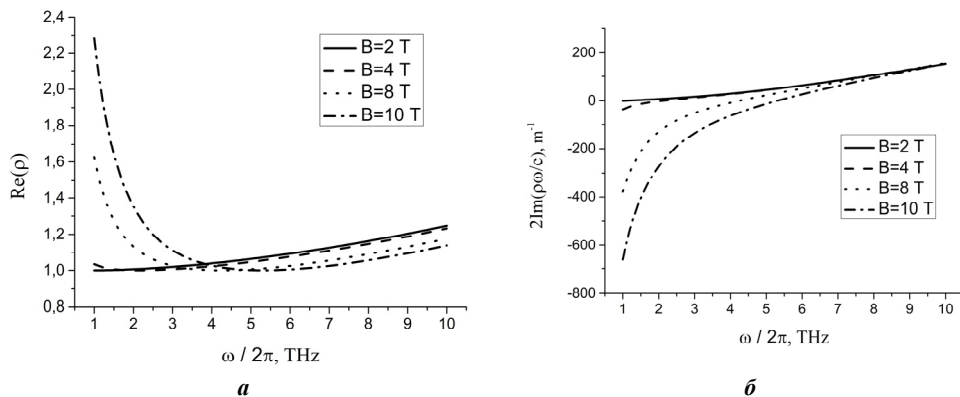 2,4
2,2
2,0
1,8
1,6
1,4
1,2
1,0
0,8
Re(ρ)
B=2 T
B=4 T
B=8 T
B=10 T
1 2 3 4 5 6 7 8 9 10
ω / 2π, THz
а
200
0
-200
-400
-600
-800
2Im(ρω/c), m⁻¹
B=2 T
B=4 T
B=8 T
B=10 T
1 2 3 4 5 6 7 8 9 10
ω / 2π, THz
б